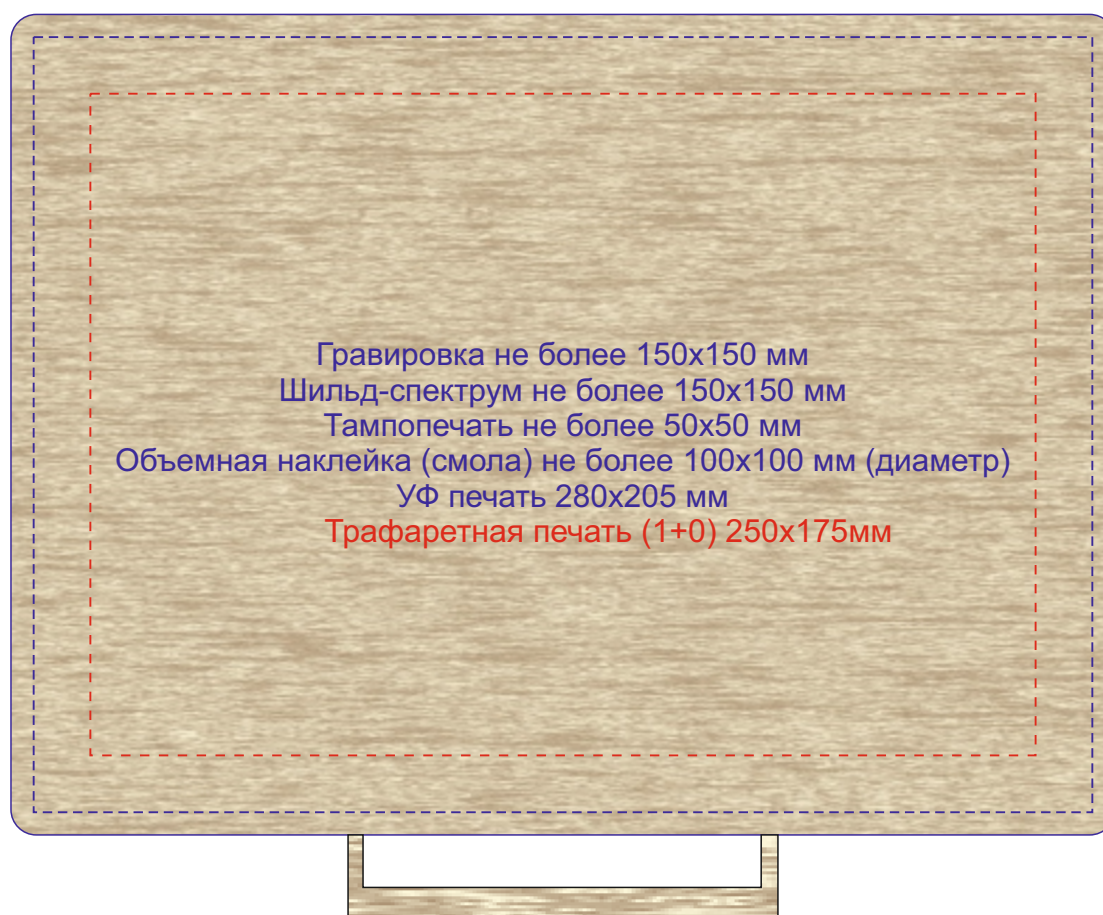 Гравировка не более 150х150 мм
Шильд-спектрум не более 150х150 мм
Тампопечать не более 50х50 мм
Объемная наклейка (смола) не более 100х100 мм (диаметр)
УФ печать 280х205 мм
Трафаретная печать (1+0) 250х175мм